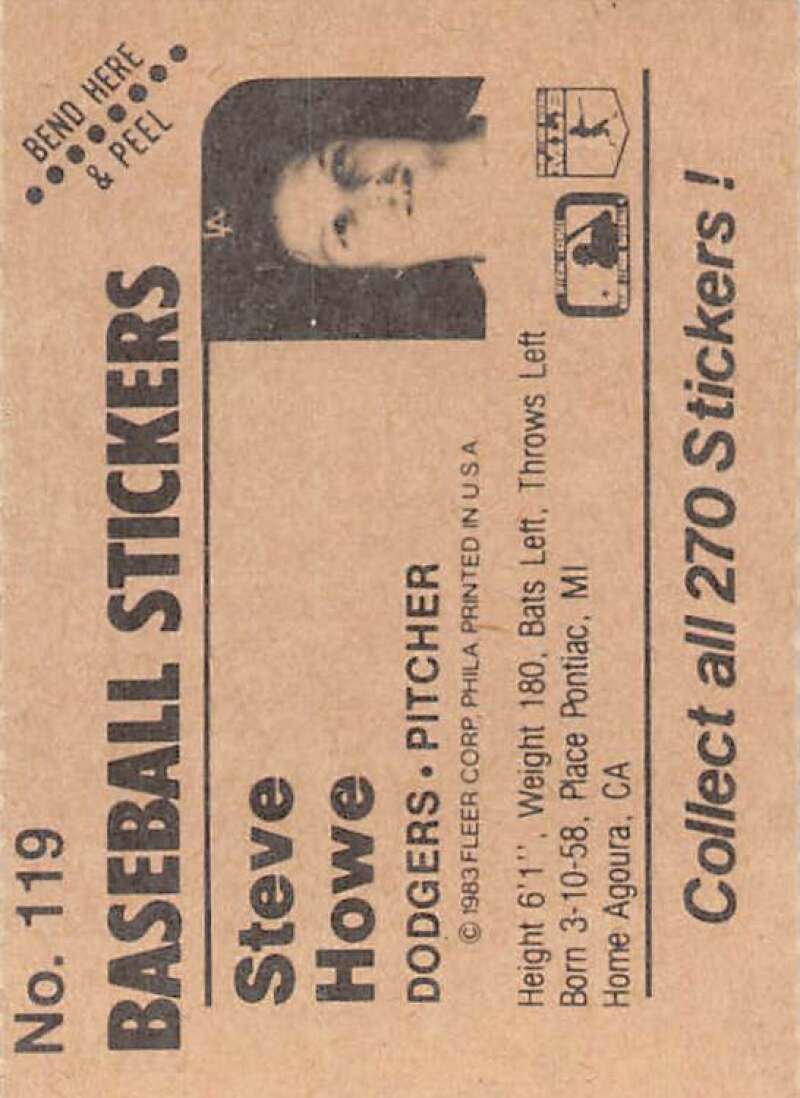 No. 119
BEND HERE
& PEEL
BASEBALL STICKERS
Steve
Howe
DODGERS • PITCHER
© 1983 FLEER CORP. PHILA PRINTED IN U S A
Height 6'1'', Weight 180, Bats Left, Throws Left
Born 3-10-58, Place Pontiac, MI
Home Agoura, CA
Collect all 270 Stickers !
LA